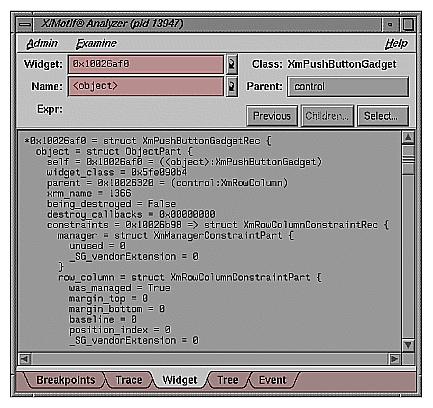 X/Motif® Analyzer (pid 13947)
Admin Examine Help
Widget: 0x10026af0 Class: XmPushButtonGadget
Name: <object> Parent: control
Expr:
Previous Children... Select...
*0x10026af0 = struct XmPushButtonGadgetRec {
object = struct ObjectPart {
self = 0x10026af0 = (<object>:XmPushButtonGadget)
widget_class = 0x5fe090b4
parent = 0x10026320 = (control:XmRowColumn)
xrm_name = 1366
being_destroyed = False
destroy_callbacks = 0x00000000
constraints = 0x10026b98 -> struct XmRowColumnConstraintRec {
manager = struct XmManagerConstraintPart {
unused = 0
_SG_vendorExtension = 0
}
row_column = struct XmRowColumnConstraintPart {
was_managed = True
margin_top = 0
margin_bottom = 0
baseline = 0
position_index = 0
_SG_vendorExtension = 0
Breakpoints Trace Widget Tree Event